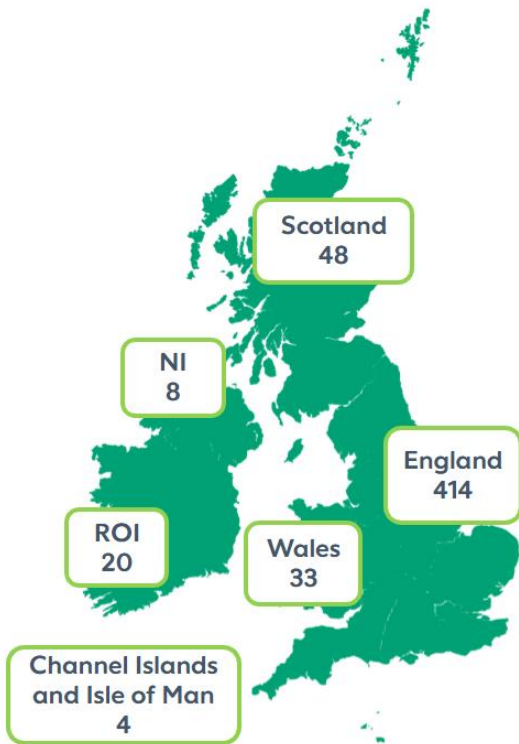 Scotland
48
NI
8
England
414
ROI
20
Wales
33
Channel Islands
and Isle of Man
4